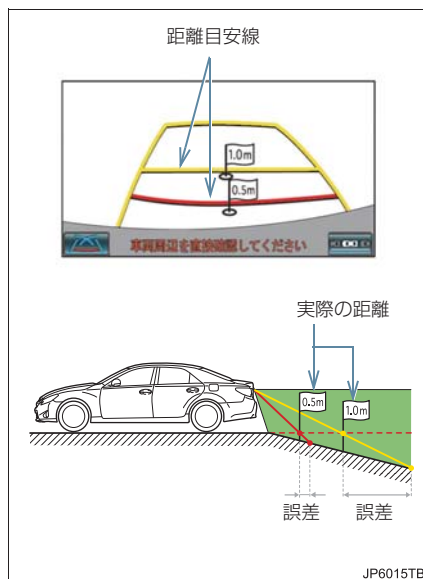 距離目安線
1.0m
0.5m
車両周辺を直接確認してください
実際の距離
0.5m
1.0m
誤差
誤差
JP6015TB